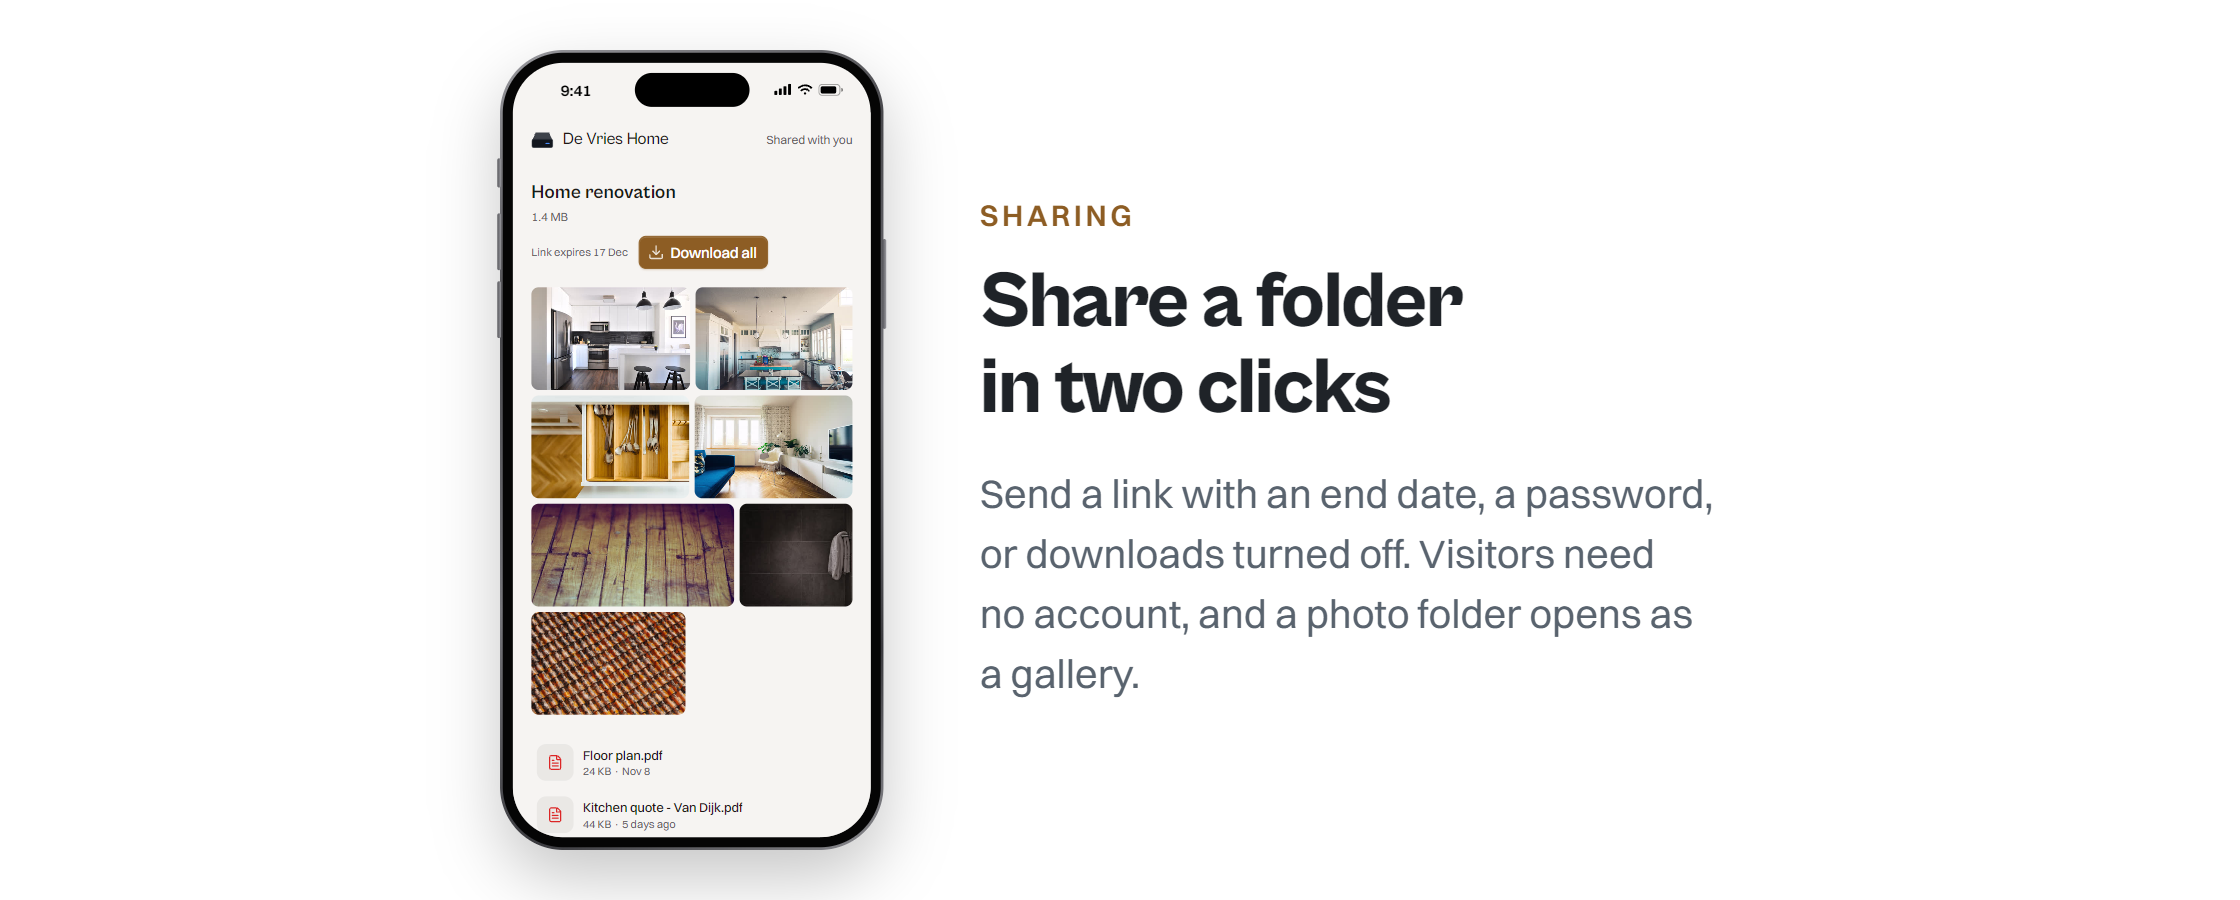 9:41
De Vries Home
Shared with you
Home renovation
1.4 MB
Link expires 17 Dec
Download all
Floor plan.pdf
24 KB · Nov 8
Kitchen quote - Van Dijk.pdf
44 KB · 5 days ago
SHARING
Share a folder
in two clicks
Send a link with an end date, a password,
or downloads turned off. Visitors need
no account, and a photo folder opens as
a gallery.